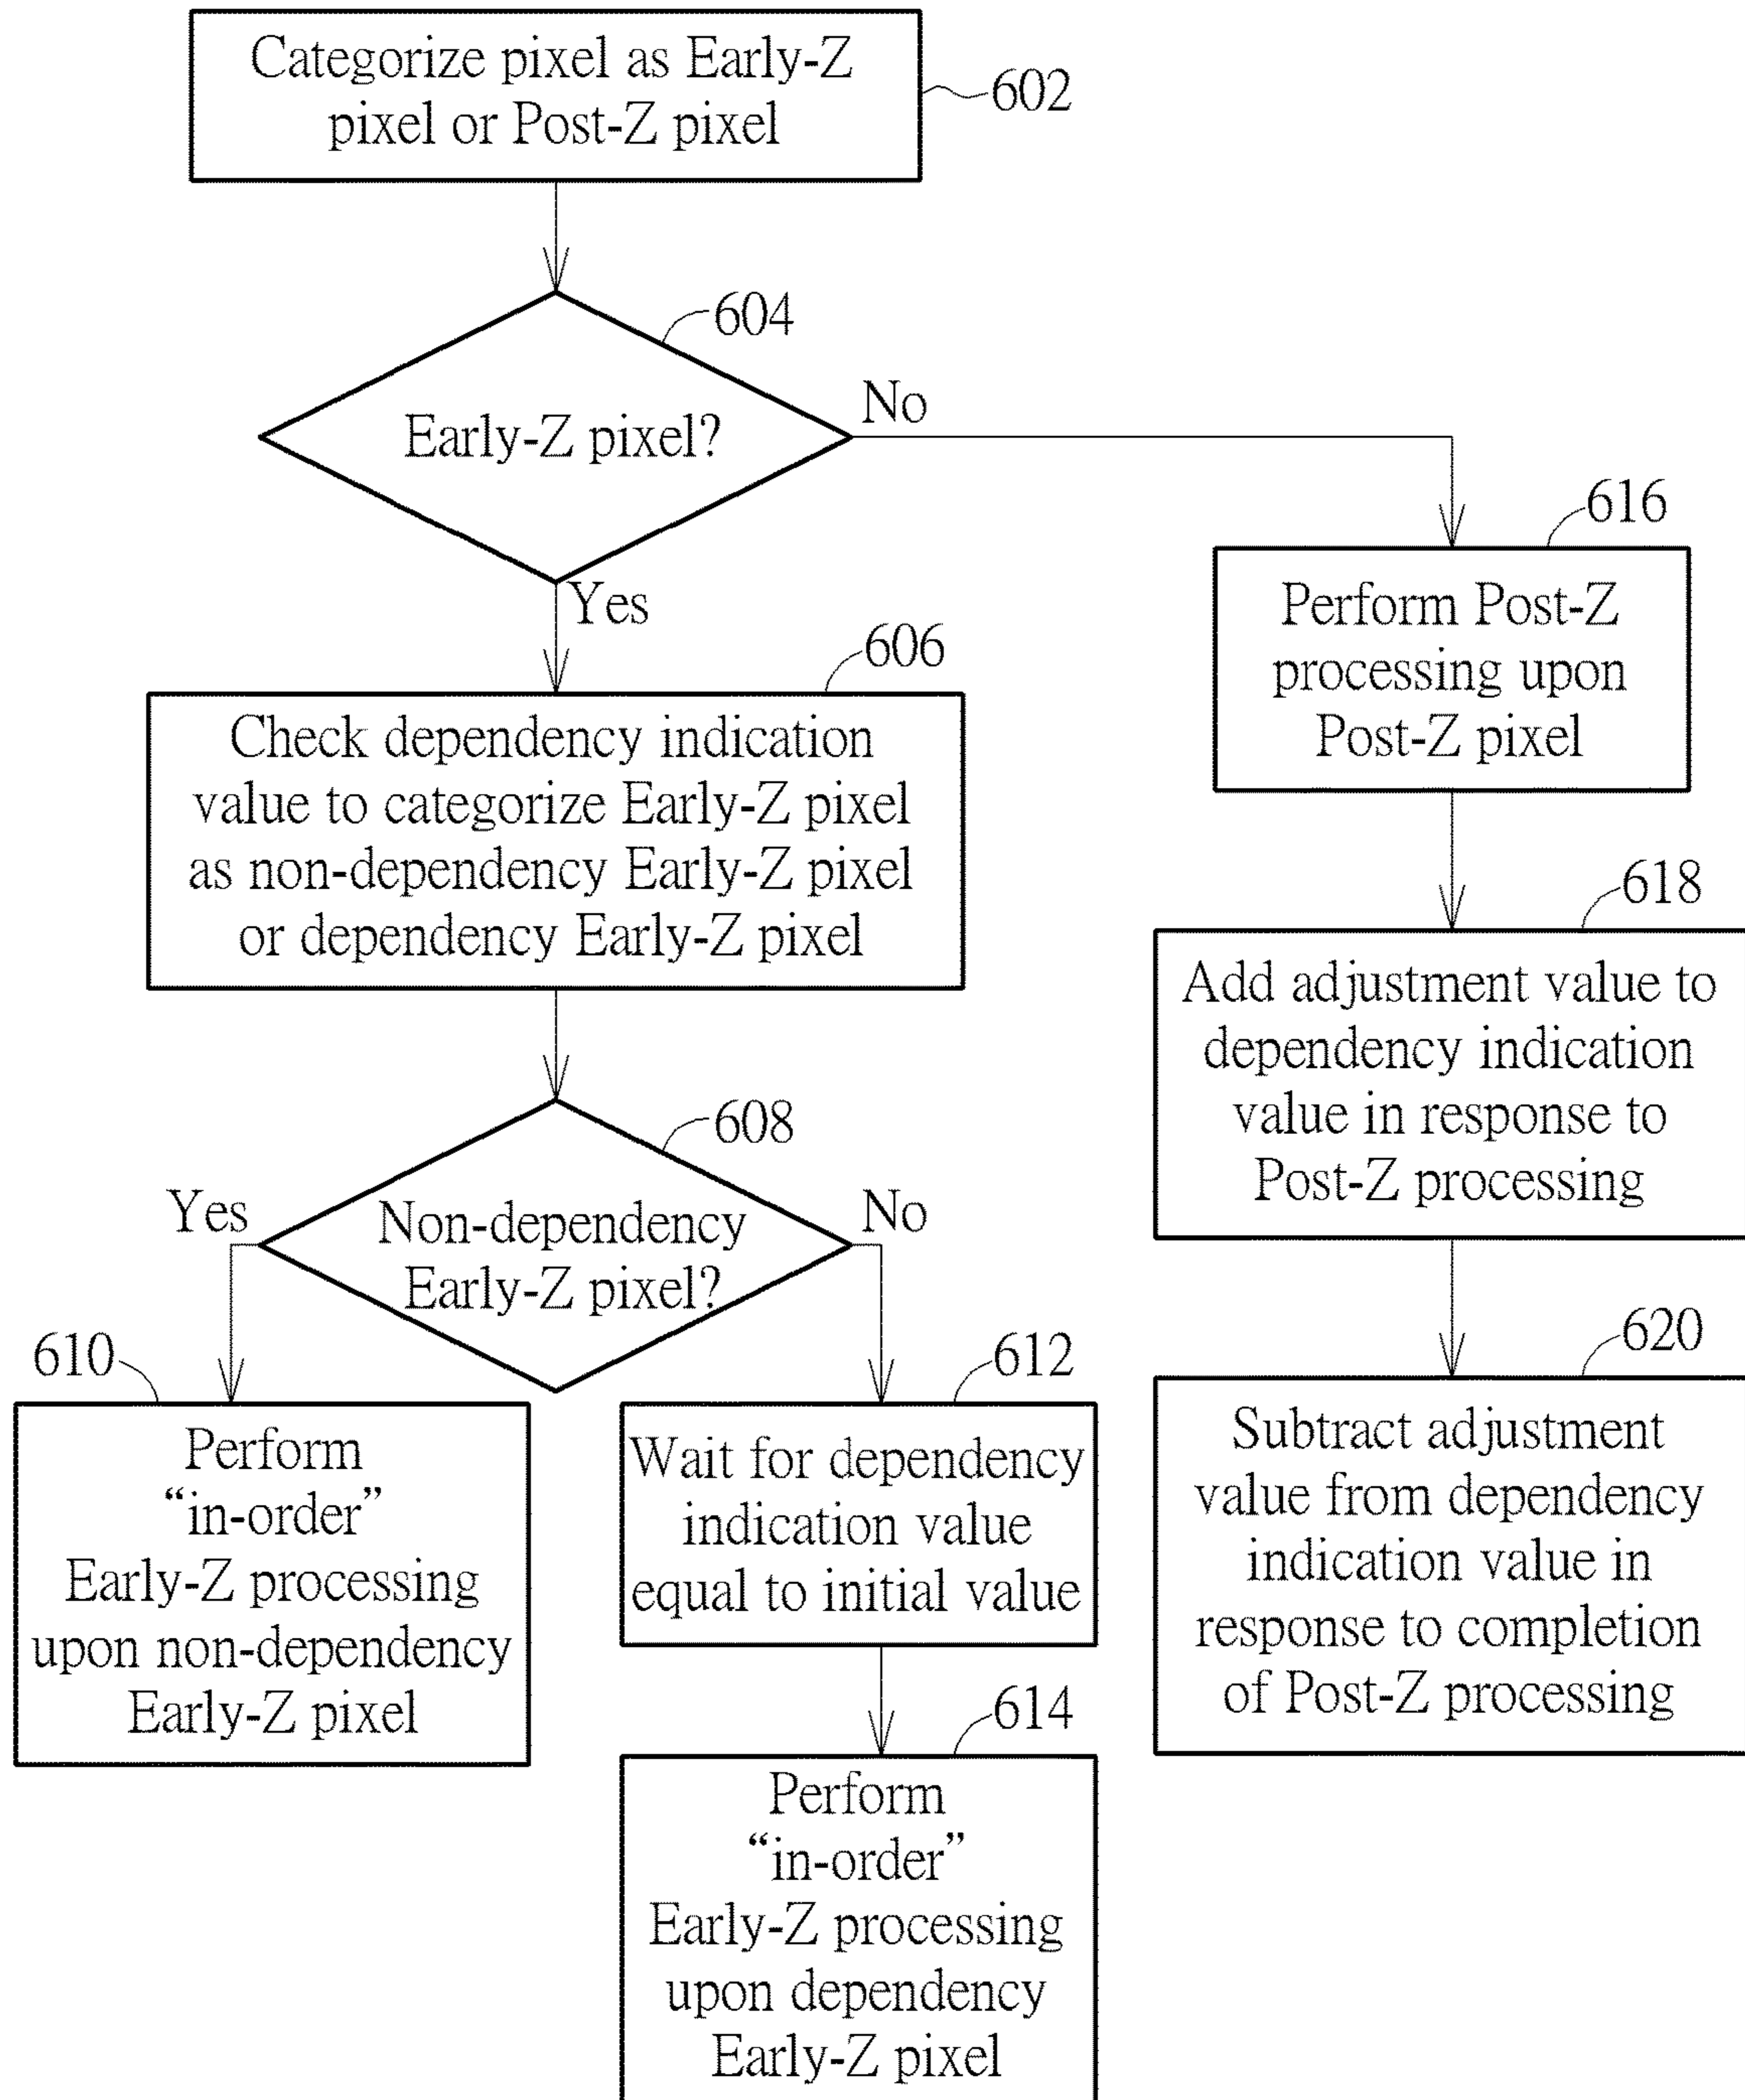 Categorize pixel as Early-Z
pixel or Post-Z pixel
602
604
Early-Z pixel?
No
Yes
616
Perform Post-Z
processing upon
Post-Z pixel
606
Check dependency indication
value to categorize Early-Z pixel
as non-dependency Early-Z pixel
or dependency Early-Z pixel
618
Add adjustment value to
dependency indication
value in response to
Post-Z processing
608
Non-dependency
Early-Z pixel?
Yes
No
610
Perform
“in-order”
Early-Z processing
upon non-dependency
Early-Z pixel
612
Wait for dependency
indication value
equal to initial value
620
Subtract adjustment
value from dependency
indication value in
response to completion
of Post-Z processing
614
Perform
“in-order”
Early-Z processing
upon dependency
Early-Z pixel